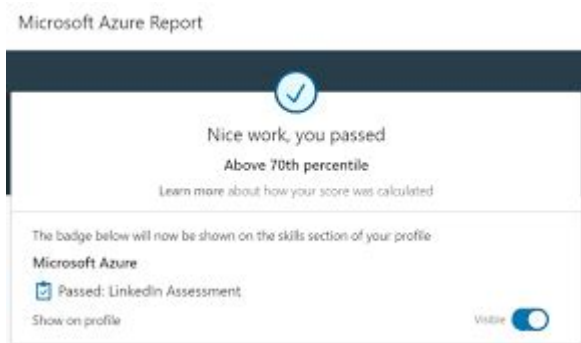 Microsoft Azure Report
Nice work, you passed
Above 70th percentile
Learn more about how your score was calculated
The badge below will now be shown on the skills section of your profile
Microsoft Azure
Passed: LinkedIn Assessment
Show on profile
Visible